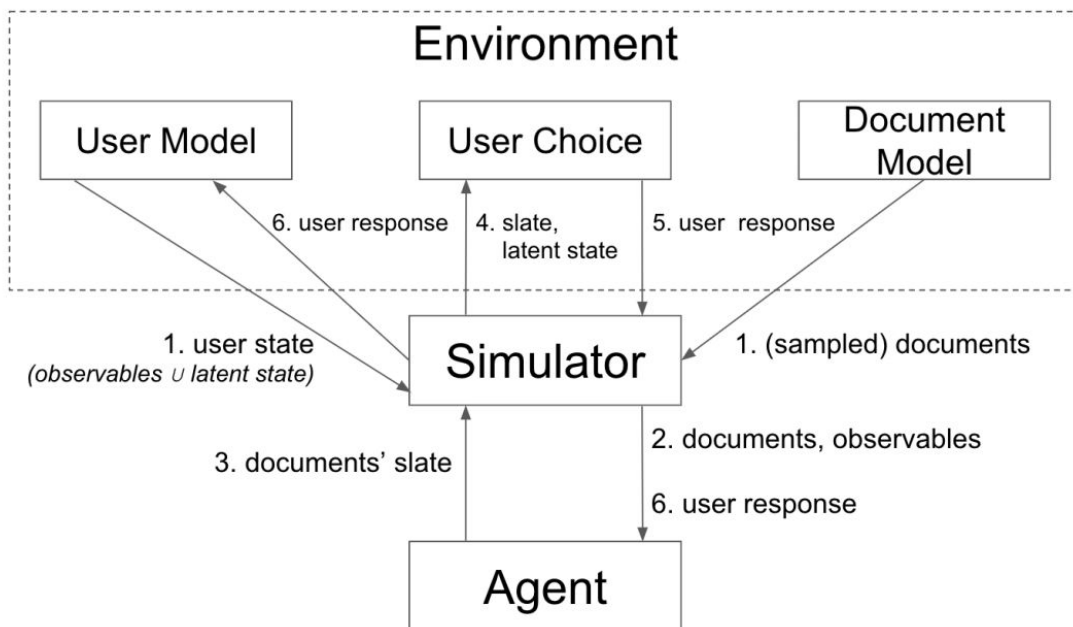 Environment
User Model
User Choice
Document
Model
6. user response
4. slate,
latent state
5. user response
1. user state
(observables ∪ latent state)
Simulator
1. (sampled) documents
3. documents’ slate
2. documents, observables
6. user response
Agent